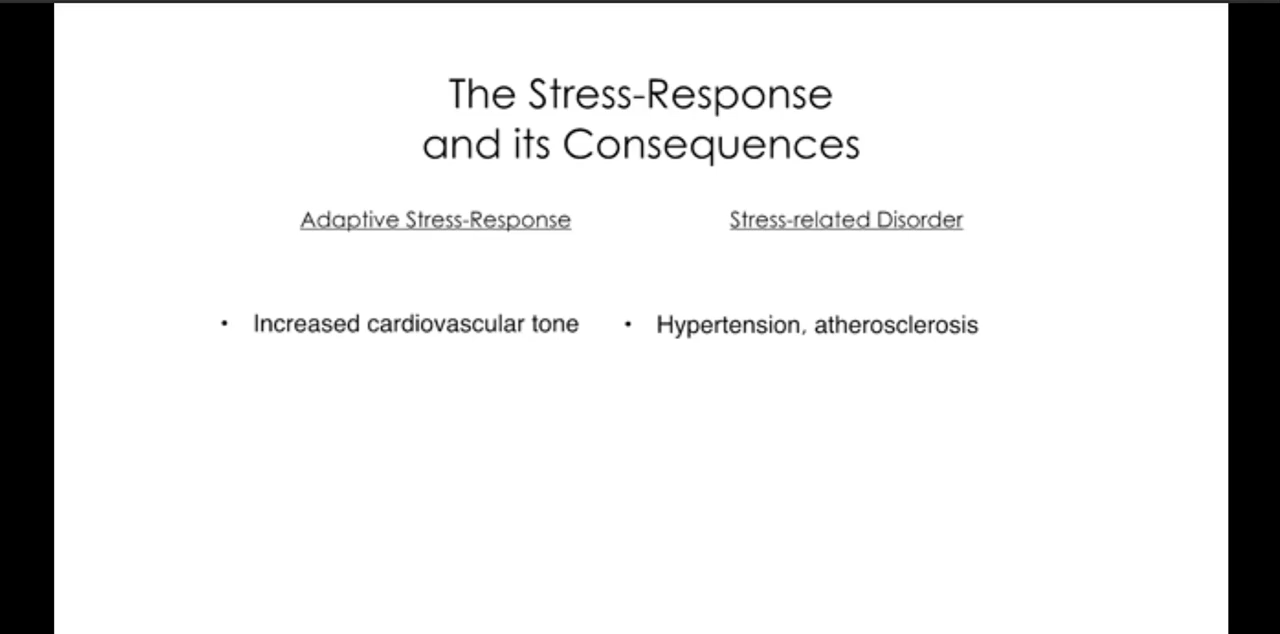 The Stress-Response
and its Consequences
Adaptive Stress-Response
Stress-related Disorder
• Increased cardiovascular tone
• Hypertension, atherosclerosis